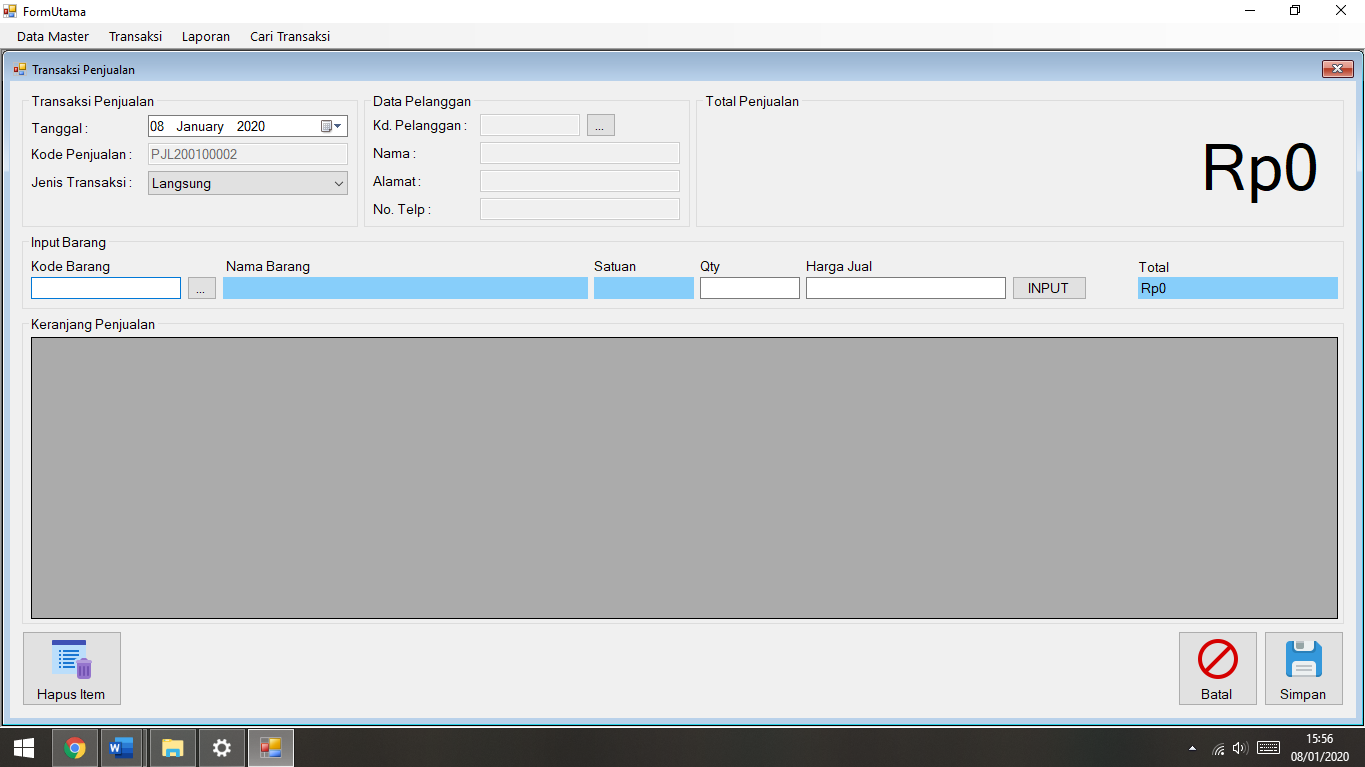 FormUtama
Data Master Transaksi Laporan Cari Transaksi
Transaksi Penjualan
Transaksi Penjualan
Tanggal :
08 January 2020
Kode Penjualan :
PJL200100002
Jenis Transaksi :
Langsung
Data Pelanggan
Kd. Pelanggan :
...
Nama :
Alamat :
No. Telp :
Total Penjualan
Rp0
Input Barang
Kode Barang Nama Barang Satuan Qty Harga Jual Total
... INPUT Rp0
Keranjang Penjualan
Hapus Item Batal Simpan
15:56
08/01/2020